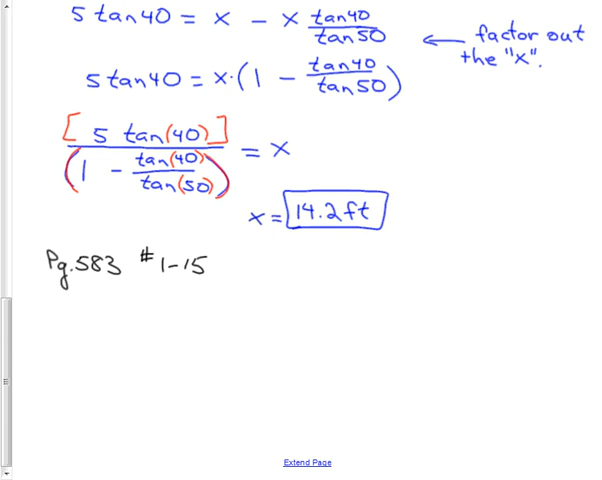 5 tan40 = x - x tan40/tan50
← factor out
the "x".
5 tan40 = x·(1 - tan40/tan50)
[5 tan(40)]/(1 - tan(40)/tan(50)) = x
x = 14.2ft
Pg.583 #1-15
Extend Page